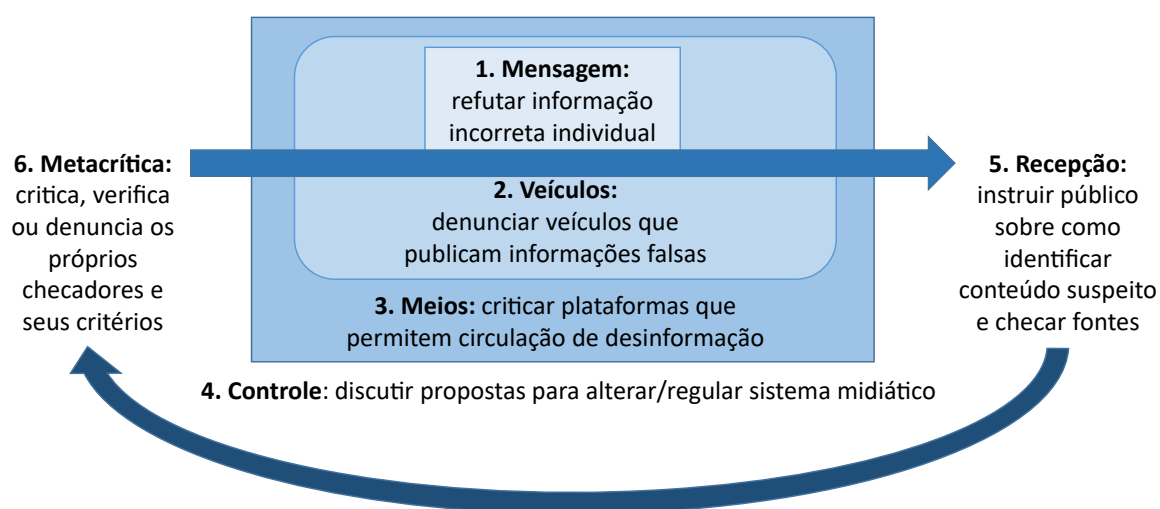 1. Mensagem:
refutar informação
incorreta individual
2. Veículos:
denunciar veículos que
publicam informações falsas
3. Meios: criticar plataformas que
permitem circulação de desinformação
4. Controle: discutir propostas para alterar/regular sistema midiático
5. Recepção:
instruir público
sobre como
identificar
conteúdo suspeito
e checar fontes
6. Metacrítica:
critica, verifica
ou denuncia os
próprios
checadores e
seus critérios